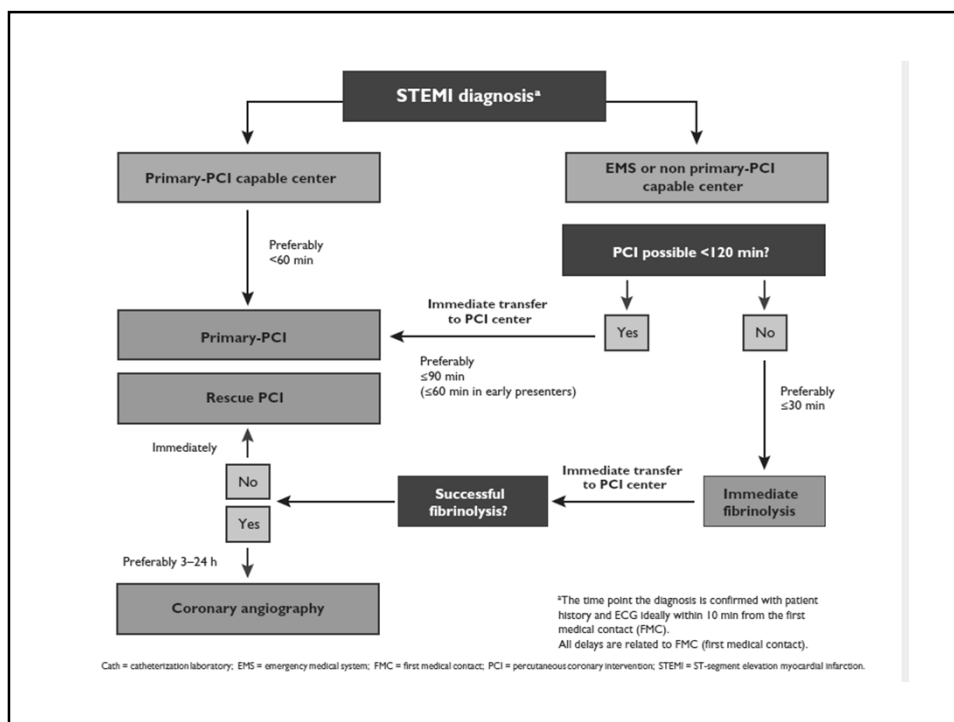 STEMI diagnosisᵃ
Primary-PCI capable center
EMS or non primary-PCI
capable center
Preferably
<60 min
PCI possible <120 min?
Immediate transfer
to PCI center
Yes
No
Primary-PCI
Preferably
≤90 min
(≤60 min in early presenters)
Preferably
≤30 min
Rescue PCI
Immediately
No
Yes
Successful
fibrinolysis?
Immediate transfer
to PCI center
Immediate
fibrinolysis
Preferably 3–24 h
Coronary angiography
ᵃThe time point the diagnosis is confirmed with patient
history and ECG ideally within 10 min from the first
medical contact (FMC).
All delays are related to FMC (first medical contact).
Cath = catheterization laboratory; EMS = emergency medical system; FMC = first medical contact; PCI = percutaneous coronary intervention; STEMI = ST-segment elevation myocardial infarction.